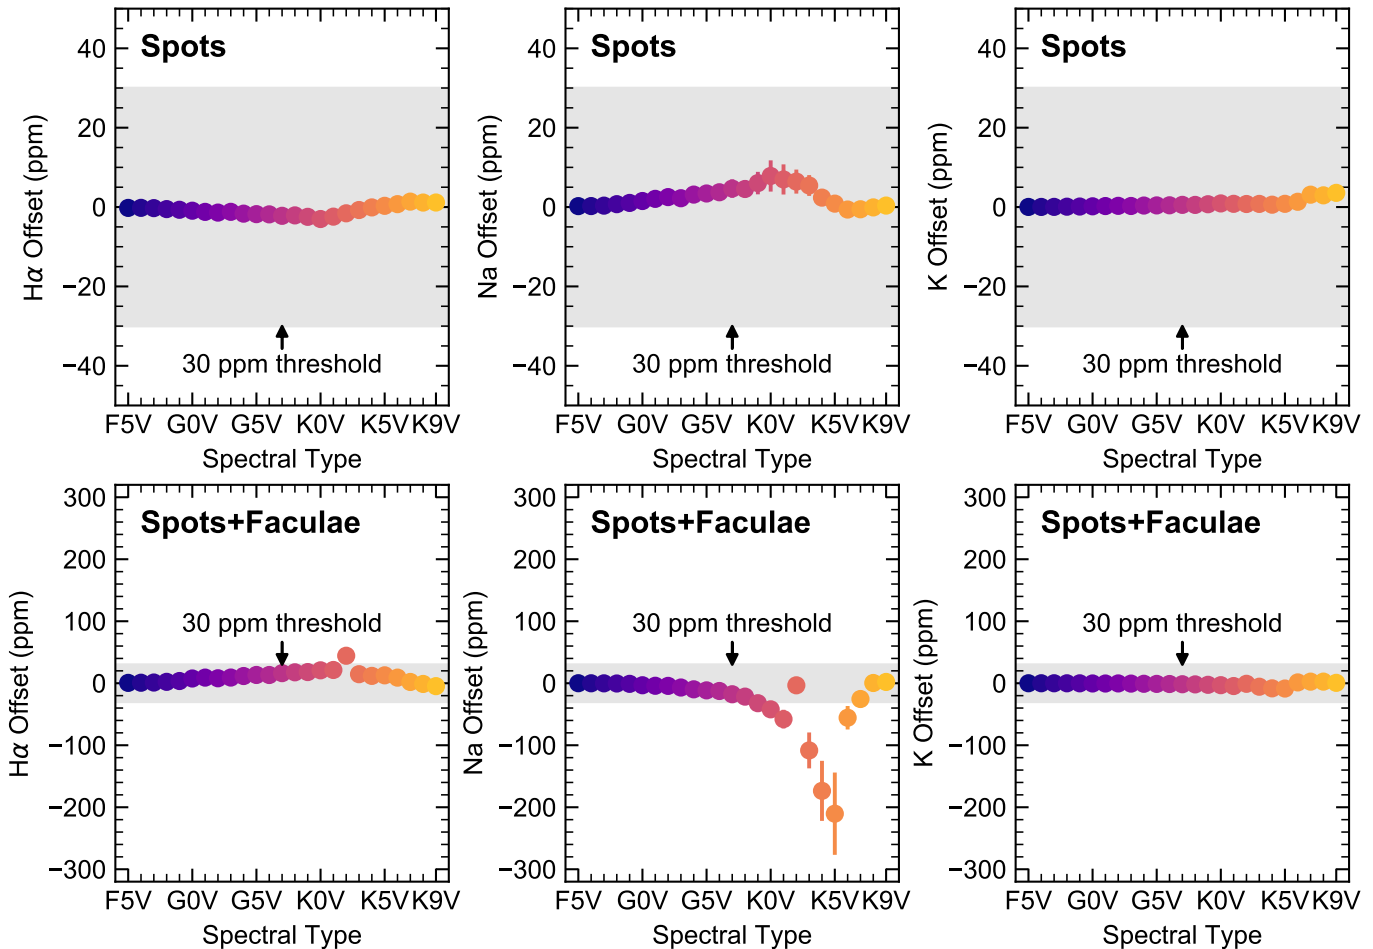 Spots
Hα Offset (ppm)
40
20
0
−20
−40
30 ppm threshold
F5V G0V G5V K0V K5V K9V
Spectral Type
Spots
Na Offset (ppm)
40
20
0
−20
−40
30 ppm threshold
F5V G0V G5V K0V K5V K9V
Spectral Type
Spots
K Offset (ppm)
40
20
0
−20
−40
30 ppm threshold
F5V G0V G5V K0V K5V K9V
Spectral Type
Spots+Faculae
Hα Offset (ppm)
300
200
100
0
−100
−200
−300
30 ppm threshold
F5V G0V G5V K0V K5V K9V
Spectral Type
Spots+Faculae
Na Offset (ppm)
300
200
100
0
−100
−200
−300
30 ppm threshold
F5V G0V G5V K0V K5V K9V
Spectral Type
Spots+Faculae
K Offset (ppm)
300
200
100
0
−100
−200
−300
30 ppm threshold
F5V G0V G5V K0V K5V K9V
Spectral Type